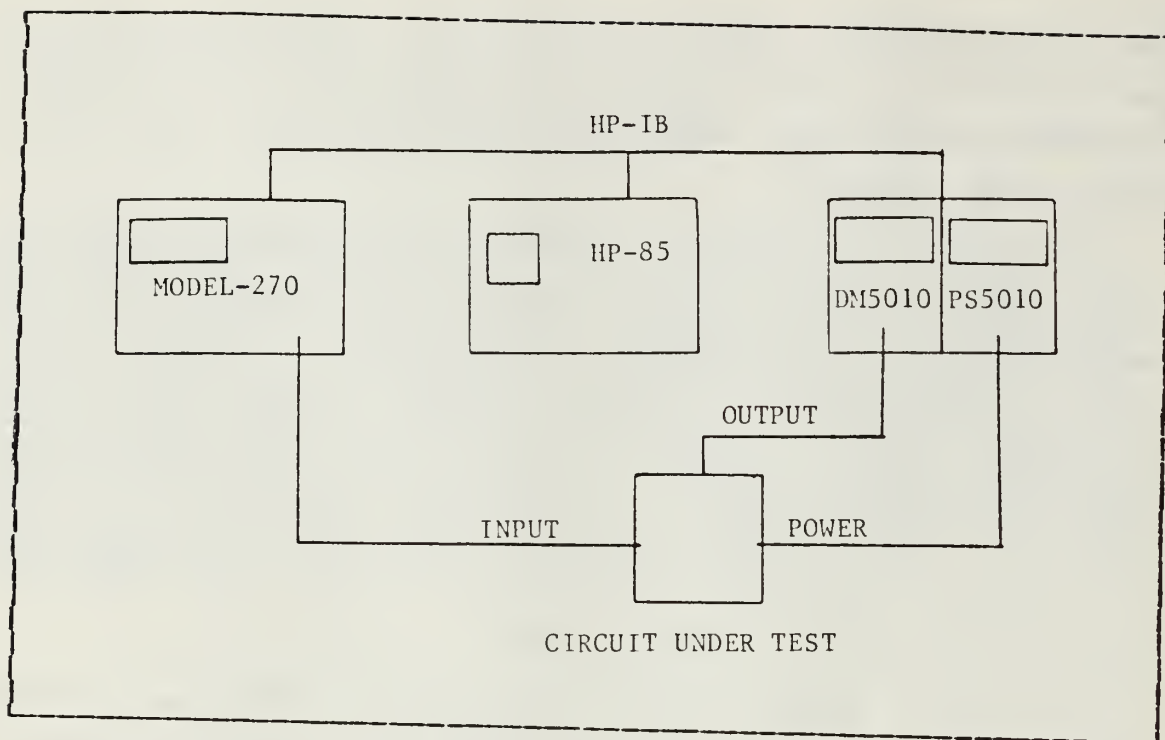 HP-IB
MODEL-270
HP-85
DM5010
PS5010
OUTPUT
INPUT
POWER
CIRCUIT UNDER TEST